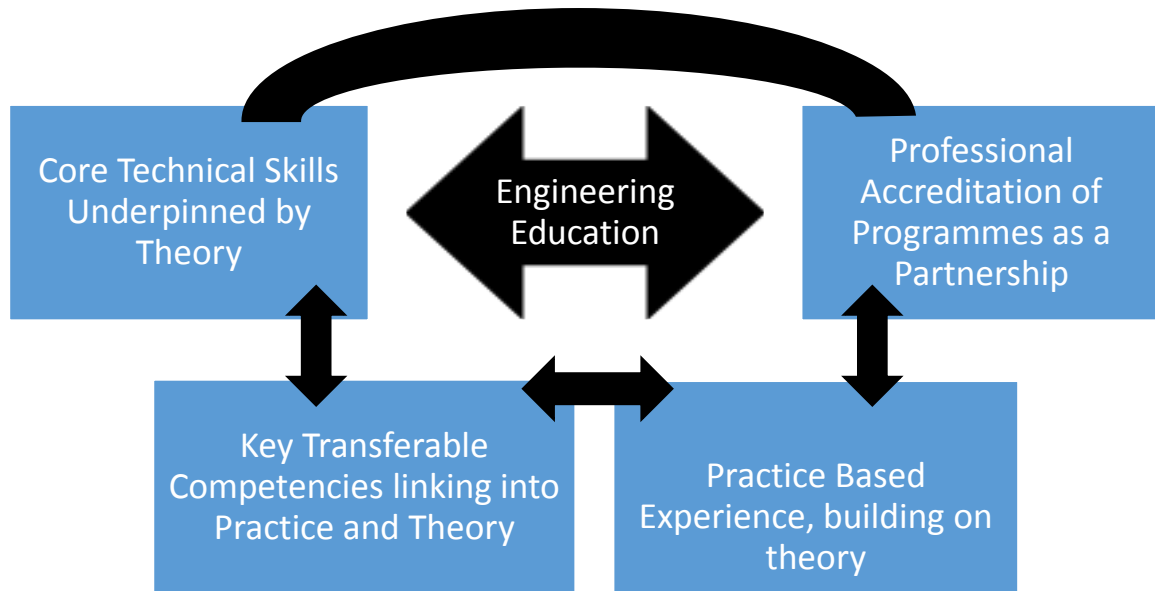 Core Technical Skills
Underpinned by
Theory
Engineering
Education
Professional
Accreditation of
Programmes as a
Partnership
Key Transferable
Competencies linking into
Practice and Theory
Practice Based
Experience, building on
theory